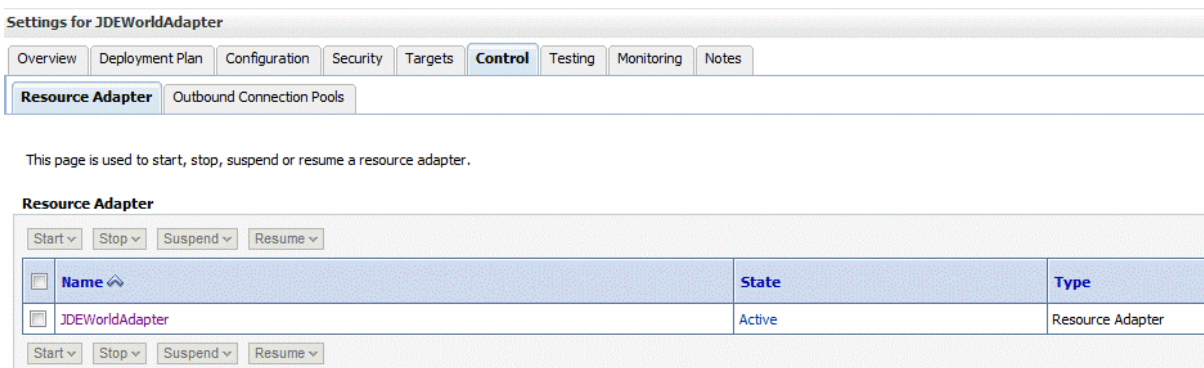 Settings for JDEWorldAdapter
Overview Deployment Plan Configuration Security Targets Control Testing Monitoring Notes
Resource Adapter Outbound Connection Pools
This page is used to start, stop, suspend or resume a resource adapter.
Resource Adapter
Start Stop Suspend Resume
Name State Type
JDEWorldAdapter Active Resource Adapter
Start Stop Suspend Resume